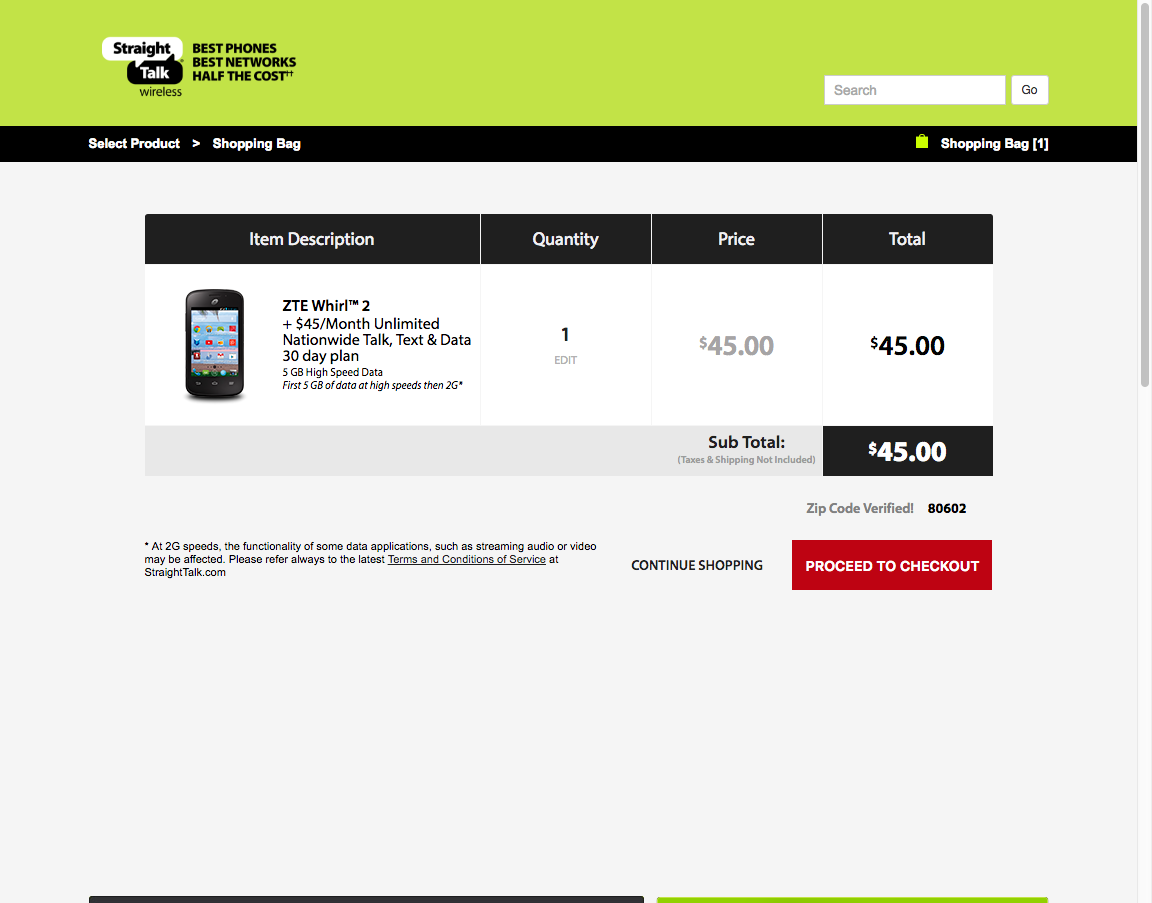 Straight
Talk
wireless
BEST PHONES
BEST NETWORKS
HALF THE COST††
Search
Go
Select Product > Shopping Bag
Shopping Bag [1]
Item Description
Quantity
Price
Total
ZTE Whirl™ 2
+ $45/Month Unlimited
Nationwide Talk, Text & Data
30 day plan
5 GB High Speed Data
First 5 GB of data at high speeds then 2G*
1
EDIT
$45.00
$45.00
Sub Total:
(Taxes & Shipping Not Included)
$45.00
Zip Code Verified! 80602
* At 2G speeds, the functionality of some data applications, such as streaming audio or video
may be affected. Please refer always to the latest Terms and Conditions of Service at
StraightTalk.com
CONTINUE SHOPPING
PROCEED TO CHECKOUT